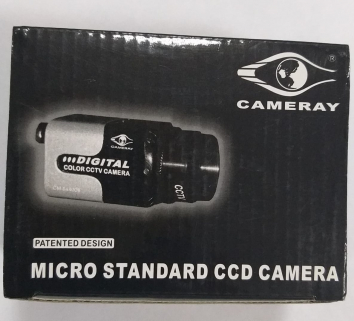 ®
CAMERAY
CAMERAY
DIGITAL
COLOR CCTV CAMERA
CCTV
PATENTED DESIGN
MICRO STANDARD CCD CAMERA